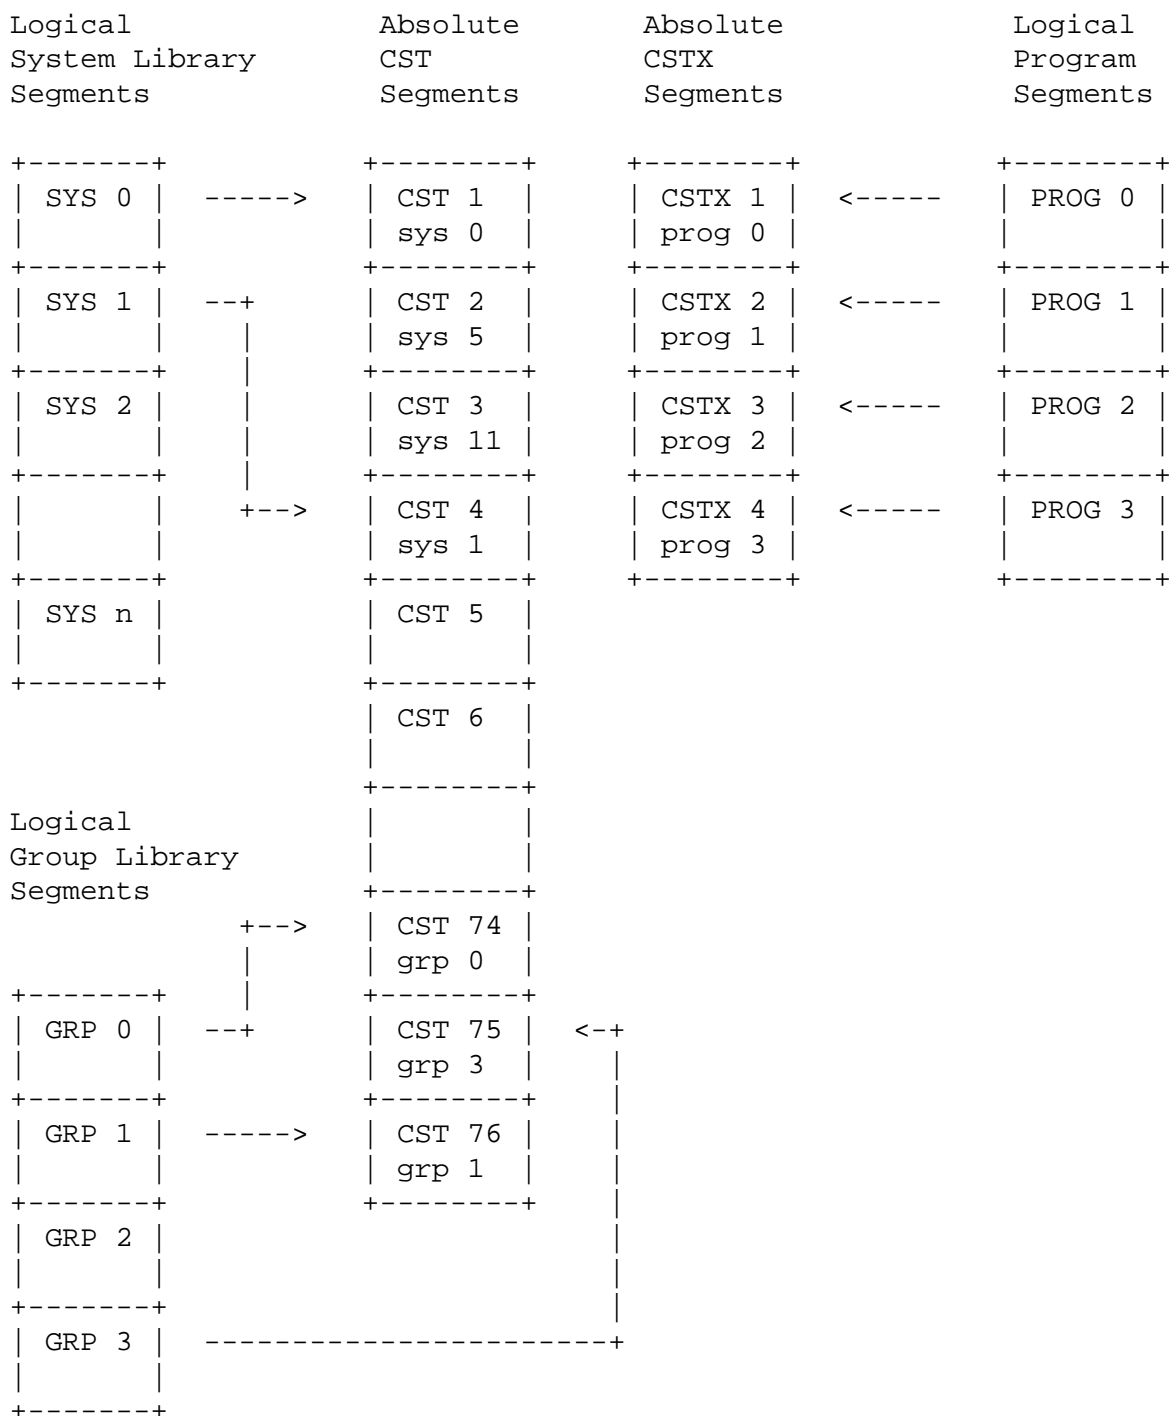 Logical Absolute Absolute Logical
System Library CST CSTX Program
Segments Segments Segments Segments
SYS 0 CST 1 CSTX 1 PROG 0
sys 0 prog 0
SYS 1 CST 2 CSTX 2 PROG 1
sys 5 prog 1
SYS 2 CST 3 CSTX 3 PROG 2
sys 11 prog 2
CST 4 CSTX 4 PROG 3
sys 1 prog 3
SYS n CST 5
CST 6
Logical
Group Library
Segments
CST 74
grp 0
GRP 0 CST 75
grp 3
GRP 1 CST 76
grp 1
GRP 2
GRP 3